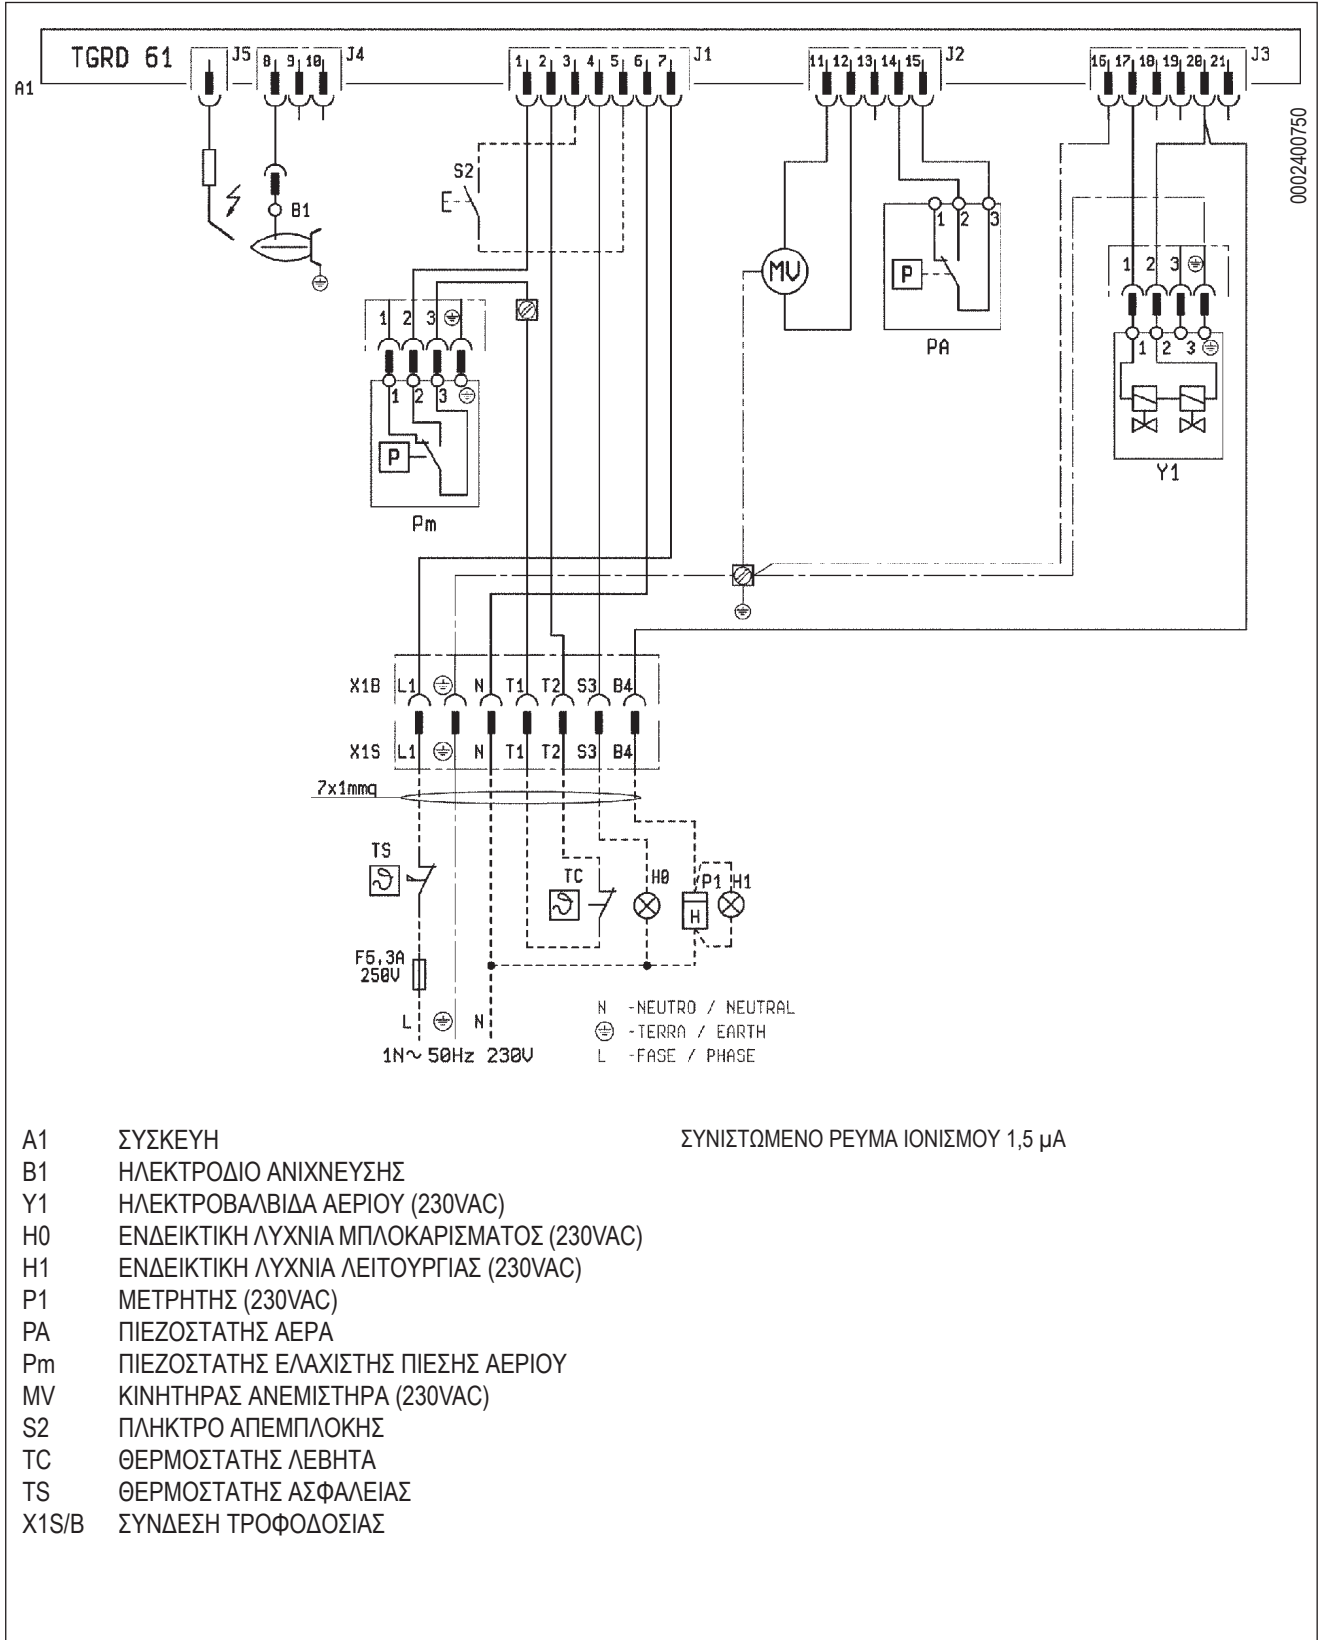 TGRD 61 J5 J4 J1 J2 J3
8 9 10 1 2 3 4 5 6 7 11 12 13 14 15 16 17 18 19 20 21
A1
0002400750
S2
B1
1 2 3
1 2 3
MV
P
PA
1 2 3
1 2 3
Y1
1 2 3
P
Pm
X1B L1 N T1 T2 S3 B4
X1S L1 N T1 T2 S3 B4
7x1mmq
TS
TC H0 P1 H1
H
F6,3A
250V
L N
1N~ 50Hz 230V
N -NEUTRO / NEUTRAL
-TERRA / EARTH
L -FASE / PHASE
A1 ΣΥΣΚΕΥΗ
ΣΥΝΙΣΤΩΜΕΝΟ ΡΕΥΜΑ ΙΟΝΙΣΜΟΥ 1,5 μA
B1 ΗΛΕΚΤΡΟΔΙΟ ΑΝΙΧΝΕΥΣΗΣ
Y1 ΗΛΕΚΤΡΟΒΑΛΒΙΔΑ ΑΕΡΙΟΥ (230VAC)
H0 ΕΝΔΕΙΚΤΙΚΗ ΛΥΧΝΙΑ ΜΠΛΟΚΑΡΙΣΜΑΤΟΣ (230VAC)
H1 ΕΝΔΕΙΚΤΙΚΗ ΛΥΧΝΙΑ ΛΕΙΤΟΥΡΓΙΑΣ (230VAC)
P1 ΜΕΤΡΗΤΗΣ (230VAC)
PA ΠΙΕΖΟΣΤΑΤΗΣ ΑΕΡΑ
Pm ΠΙΕΖΟΣΤΑΤΗΣ ΕΛΑΧΙΣΤΗΣ ΠΙΕΣΗΣ ΑΕΡΙΟΥ
MV ΚΙΝΗΤΗΡΑΣ ΑΝΕΜΙΣΤΗΡΑ (230VAC)
S2 ΠΛΗΚΤΡΟ ΑΠΕΜΠΛΟΚΗΣ
TC ΘΕΡΜΟΣΤΑΤΗΣ ΛΕΒΗΤΑ
TS ΘΕΡΜΟΣΤΑΤΗΣ ΑΣΦΑΛΕΙΑΣ
X1S/B ΣΥΝΔΕΣΗ ΤΡΟΦΟΔΟΣΙΑΣ